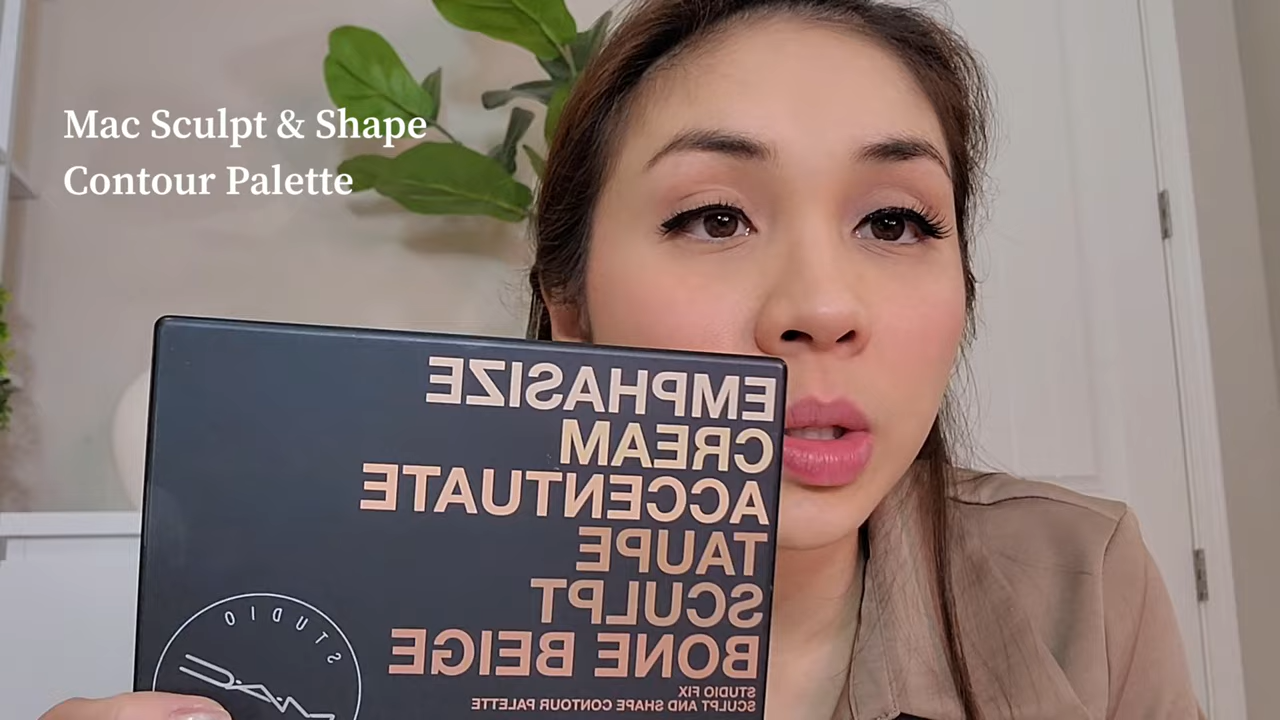 Mac Sculpt & Shape
Contour Palette
EMPHASIZE
CREAM
ACCENTUATE
TAUPE
SCULPT
BONE BEIGE
STUDIO FIX
SCULPT AND SHAPE CONTOUR PALETTE
STUDIO
MAC